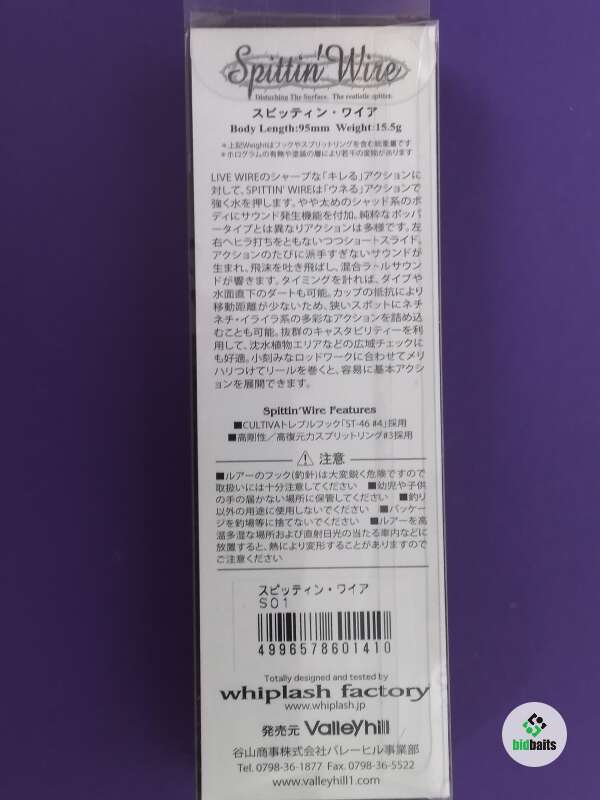 Spittin' Wire
Disturbing The Surface. The realistic spitter.
スピッティン・ワイア
Body Length:95mm Weight:15.5g
＊上記Weightはフックやスプリットリングを含む総重量です
＊ホログラムの有無や塗装の層により若干の変動があります
LIVE WIREのシャープな「キレる」アクションに
対して、SPITTIN' WIREは「ウネる」アクションで
強く水を押します。やや太めのシャッド系のボ
ディにサウンド発生機能を付加。純粋なポッパ
ータイプとは異なリアクションは多様です。左
右へヒラ打ちをともないつつショートスライド。
アクションのたびに派手すぎないサウンドが
生まれ、飛沫を吐き飛ばし、混合ラトルサウン
ドが響きます。タイミングを計れば、ダイブや
水面直下のダートも可能。カップの抵抗により
移動距離が少ないため、狭いスポットにネチ
ネチ・イライラ系の多彩なアクションを詰め込
むことも可能。抜群のキャスタビリティーを利
用して、沈水植物エリアなどの広域チェックに
も好適。小刻みなロッドワークに合わせてメリ
ハリつけてリールを巻くと、容易に基本アクシ
ョンを展開できます。
Spittin'Wire Features
■CULTIVAトレブルフック「ST-46 #4」採用
■高剛性／高復元力スプリットリング#3採用
注意
■ルアーのフック(釣針)は大変鋭く危険ですので
取扱いには十分注意してください ■幼児や子供
の手の届かない場所に保管してください ■釣り
以外の用途に使用しないでください ■パッケー
ジを釣場等に捨てないでください ■ルアーを高
温多湿な場所および直射日光の当たる車内などに
放置すると、熱により変形することがありますので
ご注意ください
スピッティン・ワイア
S01
4996578601410
Totally designed and tested by
whiplash factory
www.whiplash.jp
発売元 Valleyhill
谷山商事株式会社バレーヒル事業部
Tel. 0798-36-1877 Fax. 0798-36-5522
www.valleyhill1.com
bidbaits